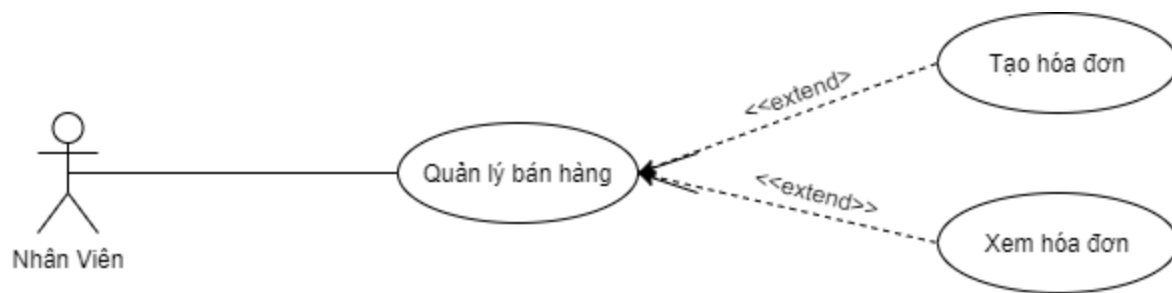 Tạo hóa đơn
<<extend>
Quản lý bán hàng
<<extend>>
Xem hóa đơn
Nhân Viên